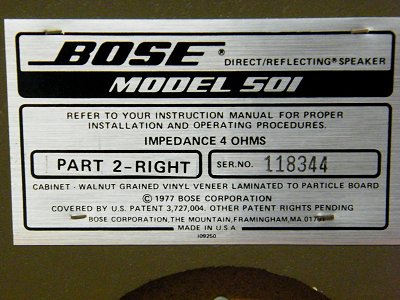 BOSE® DIRECT/REFLECTING® SPEAKER
MODEL 501
REFER TO YOUR INSTRUCTION MANUAL FOR PROPER
INSTALLATION AND OPERATING PROCEDURES.
IMPEDANCE 4 OHMS
PART 2-RIGHT SER.NO. 118344
CABINET - WALNUT GRAINED VINYL VENEER LAMINATED TO PARTICLE BOARD
© 1977 BOSE CORPORATION
COVERED BY U.S. PATENT 3,727,004. OTHER PATENT RIGHTS PENDING
BOSE CORPORATION, THE MOUNTAIN, FRAMINGHAM, MA
MADE IN U.S.A
109250